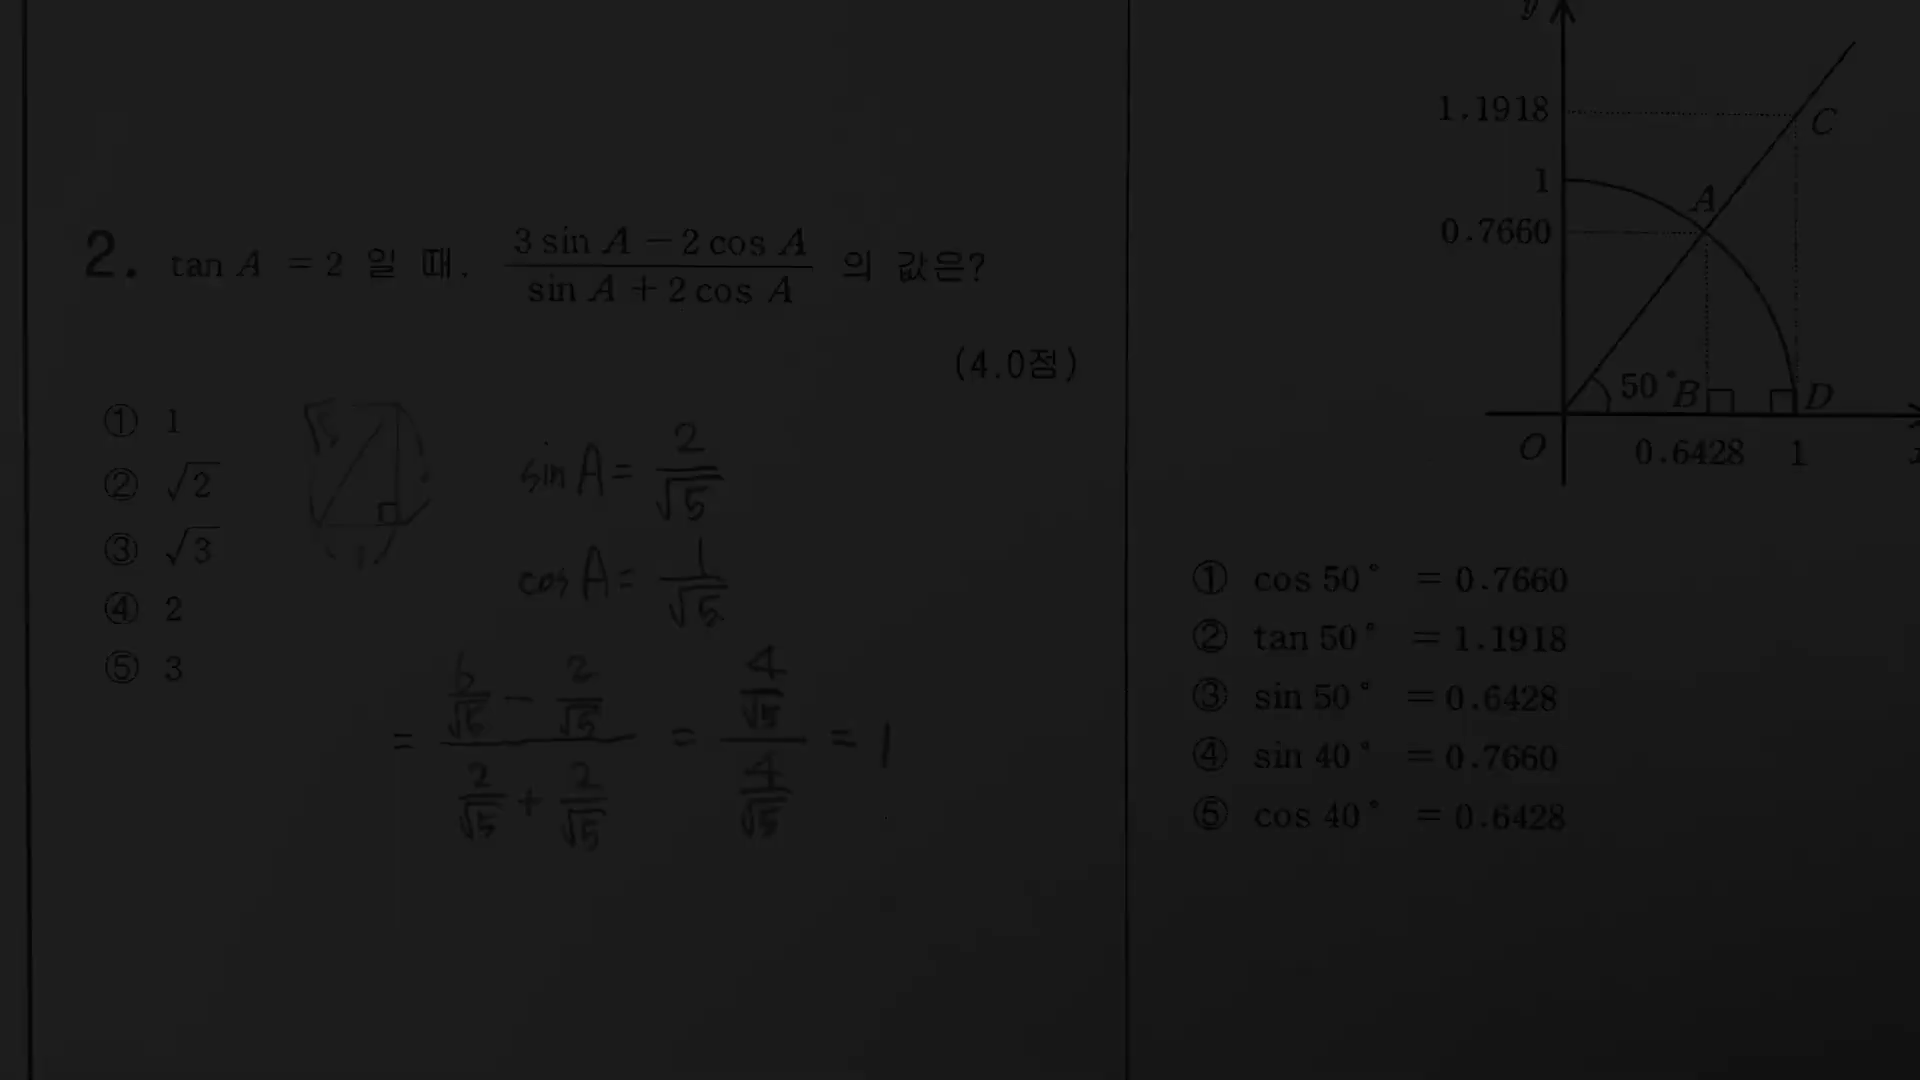 2. tan A = 2 일 때, (3 sin A − 2 cos A)/(sin A + 2 cos A) 의 값은?
(4.0점)
① 1
② √2
③ √3
④ 2
⑤ 3
sin A = 2/√5
cos A = 1/√5
= (6/√5 − 2/√5)/(2/√5 + 2/√5) = (4/√5)/(4/√5) = 1
y
1.1918
C
1
A
0.7660
50°
B
D
O
0.6428
1
① cos 50° = 0.7660
② tan 50° = 1.1918
③ sin 50° = 0.6428
④ sin 40° = 0.7660
⑤ cos 40° = 0.6428